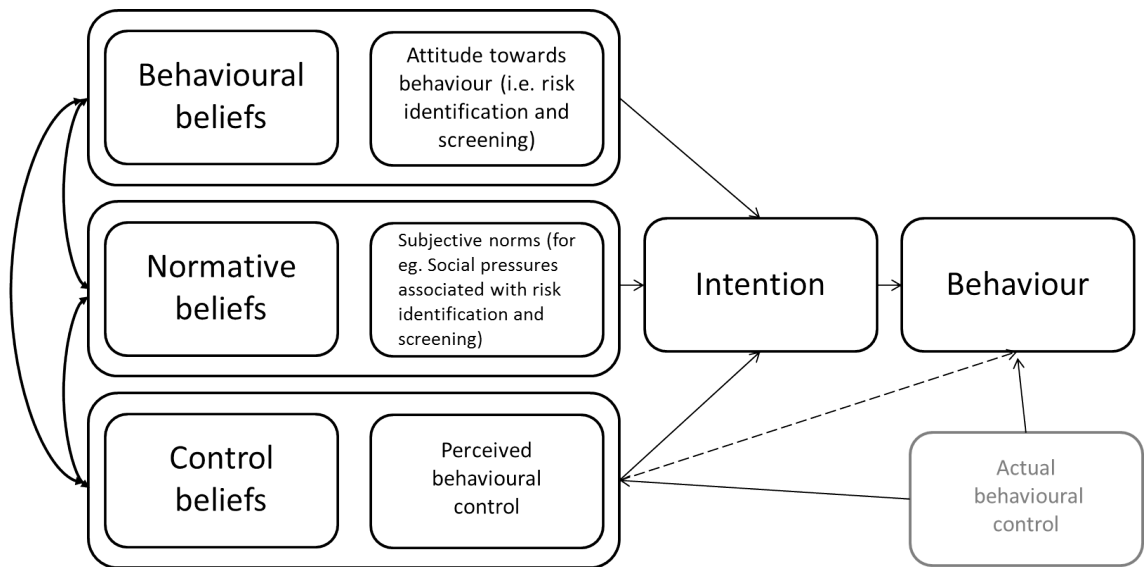 Behavioural
beliefs
Attitude towards
behaviour (i.e. risk
identification and
screening)
Normative
beliefs
Subjective norms (for
eg. Social pressures
associated with risk
identification and
screening)
Intention
Behaviour
Control
beliefs
Perceived
behavioural
control
Actual
behavioural
control